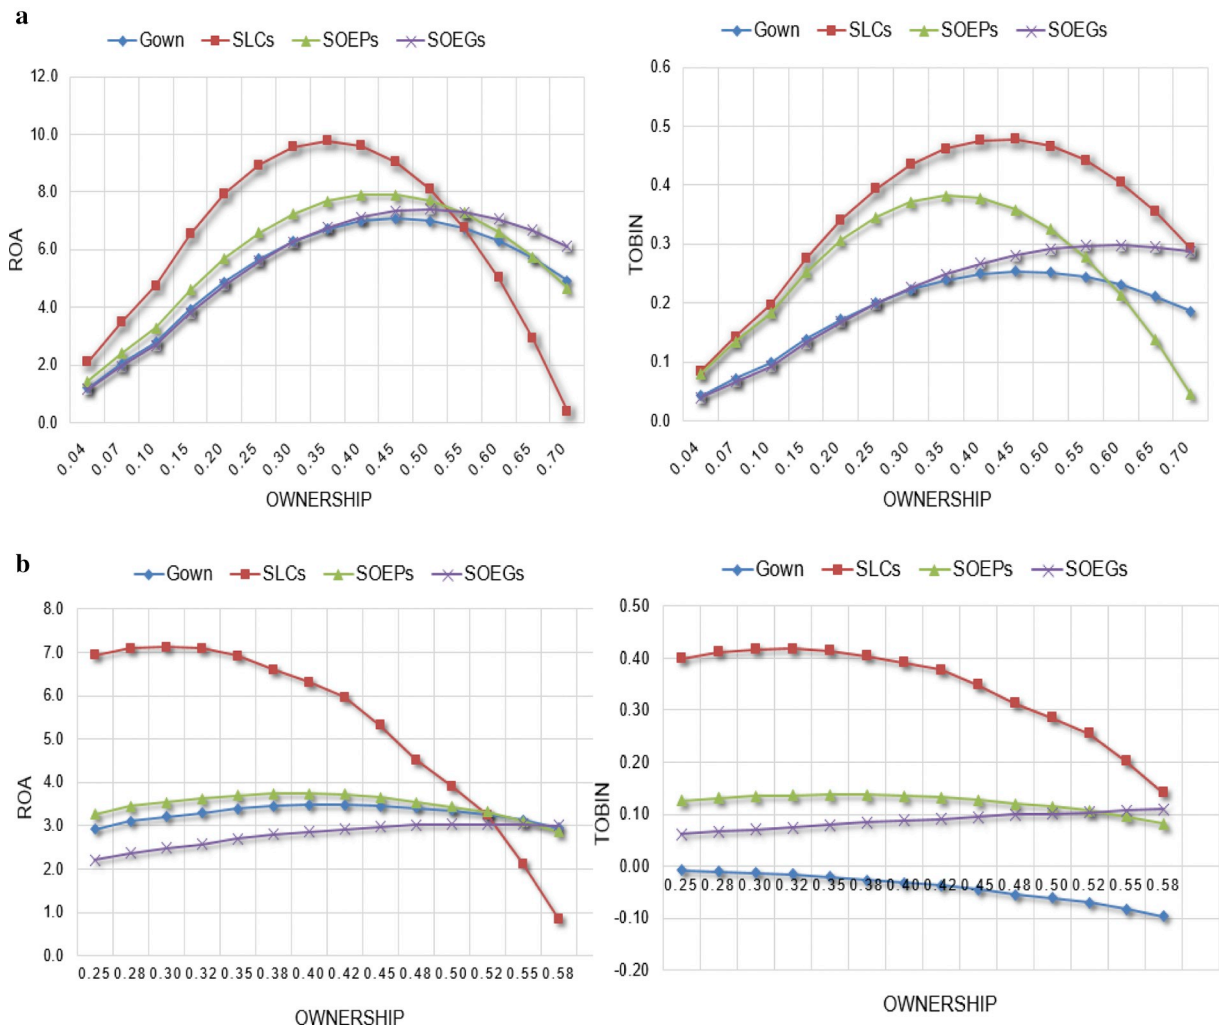 a
Gown SLCs SOEPs SOEGs
12.0
10.0
8.0
6.0
4.0
2.0
0.0
ROA
0.04 0.07 0.10 0.15 0.20 0.25 0.30 0.35 0.40 0.45 0.50 0.55 0.60 0.65 0.70
OWNERSHIP
Gown SLCs SOEPs SOEGs
0.6
0.5
0.4
0.3
0.2
0.1
0.0
TOBIN
0.04 0.07 0.10 0.15 0.20 0.25 0.30 0.35 0.40 0.45 0.50 0.55 0.60 0.65 0.70
OWNERSHIP
b
Gown SLCs SOEPs SOEGs
8.0
7.0
6.0
5.0
4.0
3.0
2.0
1.0
0.0
ROA
0.25 0.28 0.30 0.32 0.35 0.38 0.40 0.42 0.45 0.48 0.50 0.52 0.55 0.58
OWNERSHIP
Gown SLCs SOEPs SOEGs
0.50
0.40
0.30
0.20
0.10
0.00
-0.10
-0.20
TOBIN
0.25 0.28 0.30 0.32 0.35 0.38 0.40 0.42 0.45 0.48 0.50 0.52 0.55 0.58
OWNERSHIP